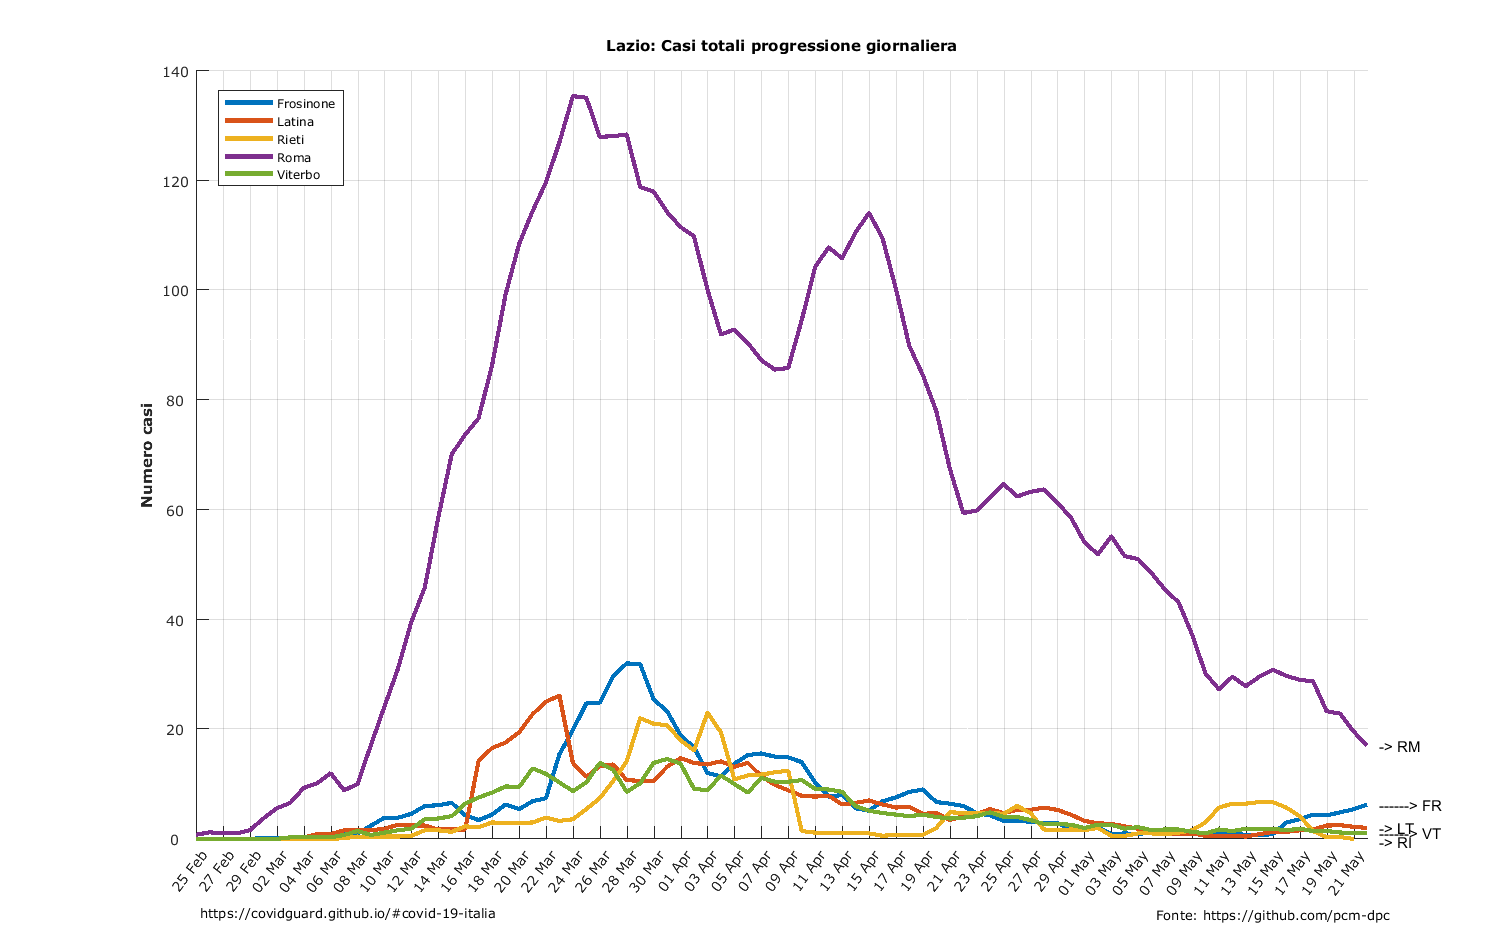 Lazio: Casi totali progressione giornaliera
Numero casi
140
120
100
80
60
40
20
0
Frosinone
Latina
Rieti
Roma
Viterbo
-> RM
------> FR
-> LT
------> VT
-> RI
25 Feb
27 Feb
29 Feb
02 Mar
04 Mar
06 Mar
08 Mar
10 Mar
12 Mar
14 Mar
16 Mar
18 Mar
20 Mar
22 Mar
24 Mar
26 Mar
28 Mar
30 Mar
01 Apr
03 Apr
05 Apr
07 Apr
09 Apr
11 Apr
13 Apr
15 Apr
17 Apr
19 Apr
21 Apr
23 Apr
25 Apr
27 Apr
29 Apr
01 May
03 May
05 May
07 May
09 May
11 May
13 May
15 May
17 May
19 May
21 May
https://covidguard.github.io/#covid-19-italia
Fonte: https://github.com/pcm-dpc